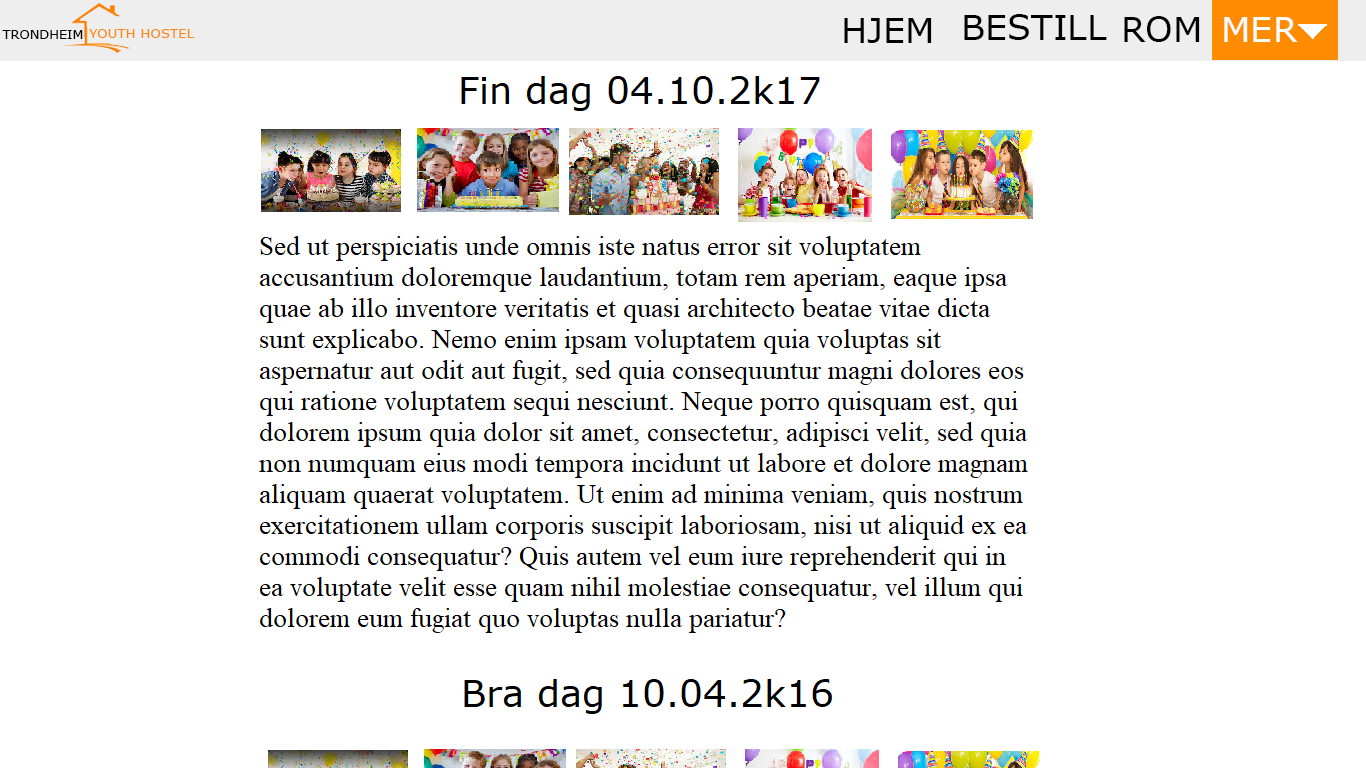 TRONDHEIM YOUTH HOSTEL
HJEM BESTILL ROM MER
Fin dag 04.10.2k17
Sed ut perspiciatis unde omnis iste natus error sit voluptatem
accusantium doloremque laudantium, totam rem aperiam, eaque ipsa
quae ab illo inventore veritatis et quasi architecto beatae vitae dicta
sunt explicabo. Nemo enim ipsam voluptatem quia voluptas sit
aspernatur aut odit aut fugit, sed quia consequuntur magni dolores eos
qui ratione voluptatem sequi nesciunt. Neque porro quisquam est, qui
dolorem ipsum quia dolor sit amet, consectetur, adipisci velit, sed quia
non numquam eius modi tempora incidunt ut labore et dolore magnam
aliquam quaerat voluptatem. Ut enim ad minima veniam, quis nostrum
exercitationem ullam corporis suscipit laboriosam, nisi ut aliquid ex ea
commodi consequatur? Quis autem vel eum iure reprehenderit qui in
ea voluptate velit esse quam nihil molestiae consequatur, vel illum qui
dolorem eum fugiat quo voluptas nulla pariatur?
Bra dag 10.04.2k16